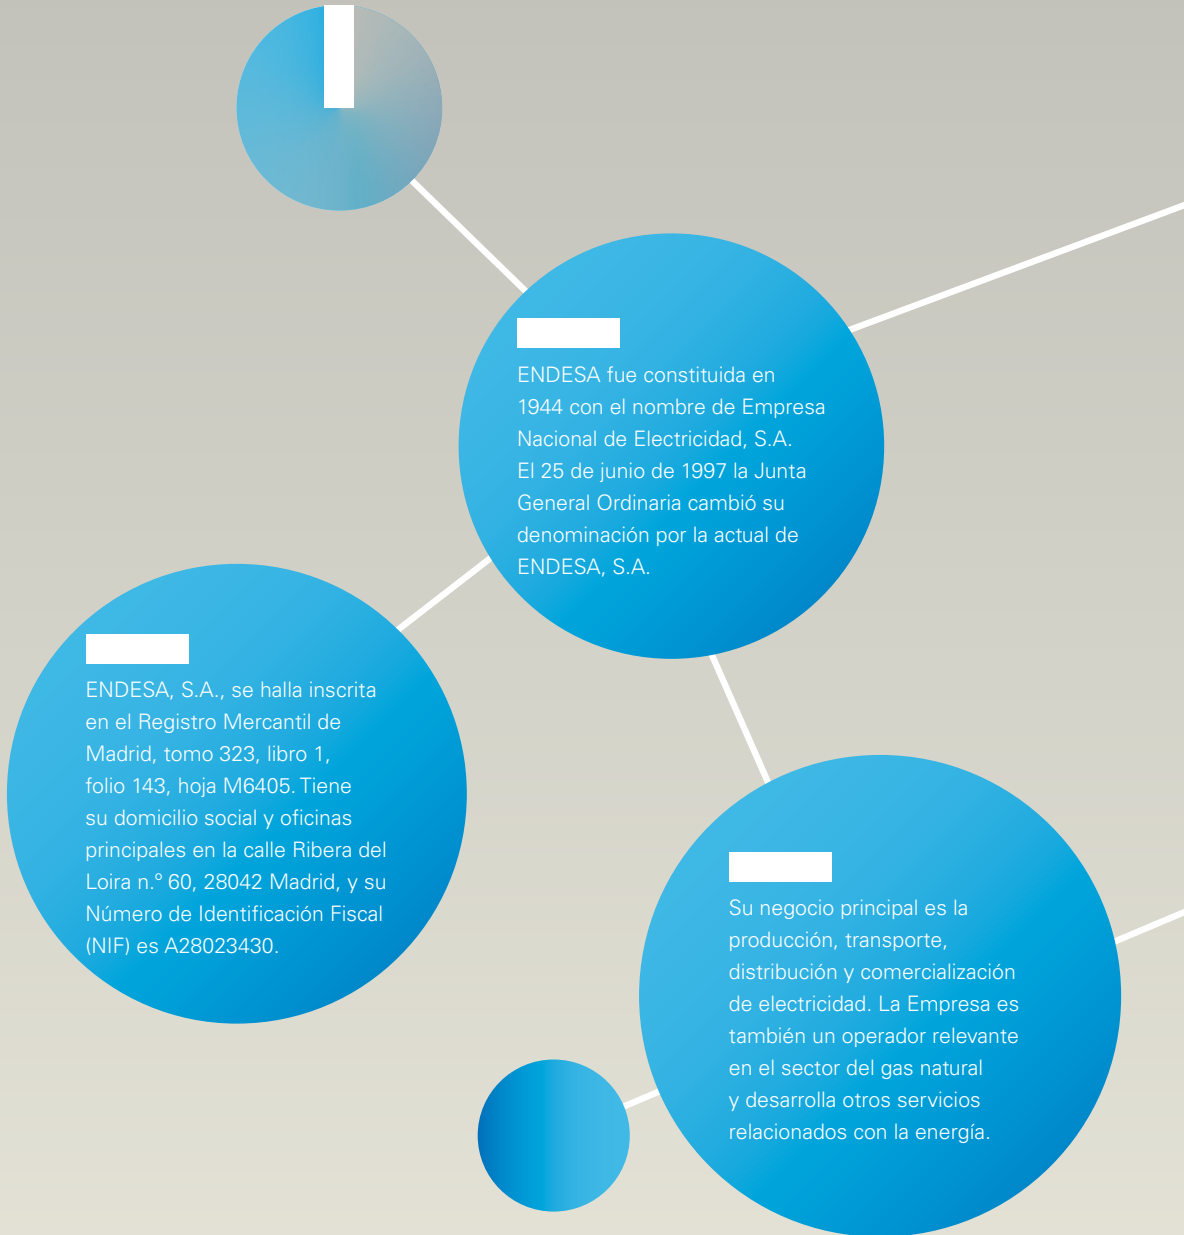 ENDESA fue constituida en
1944 con el nombre de Empresa
Nacional de Electricidad, S.A.
El 25 de junio de 1997 la Junta
General Ordinaria cambió su
denominación por la actual de
ENDESA, S.A.
ENDESA, S.A., se halla inscrita
en el Registro Mercantil de
Madrid, tomo 323, libro 1,
folio 143, hoja M6405. Tiene
su domicilio social y oficinas
principales en la calle Ribera del
Loira n.º 60, 28042 Madrid, y su
Número de Identificación Fiscal
(NIF) es A28023430.
Su negocio principal es la
producción, transporte,
distribución y comercialización
de electricidad. La Empresa es
también un operador relevante
en el sector del gas natural
y desarrolla otros servicios
relacionados con la energía.